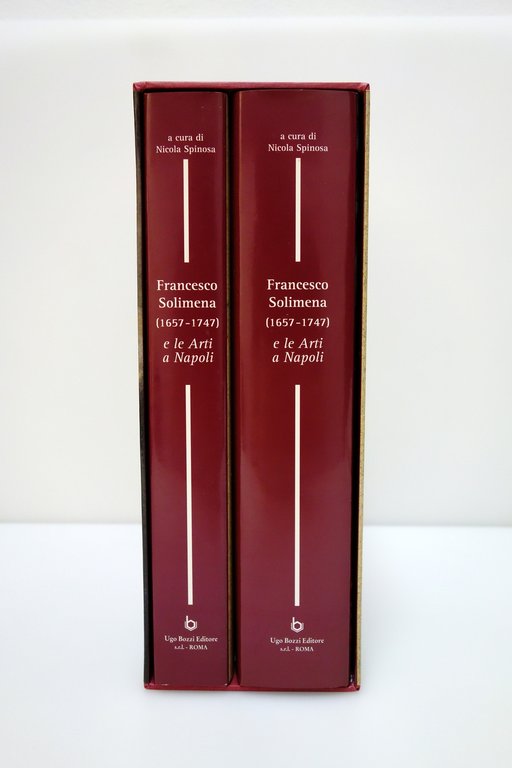 a cura di
Nicola Spinosa
Francesco
Solimena
(1657-1747)
e le Arti
a Napoli
Ugo Bozzi Editore
s.r.l. - ROMA
a cura di
Nicola Spinosa
Francesco
Solimena
(1657-1747)
e le Arti
a Napoli
Ugo Bozzi Editore
s.r.l. - ROMA